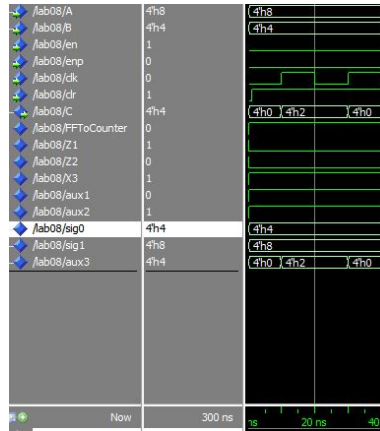 /lab08/A 4'h8 4'h8
/lab08/B 4'h4 4'h4
/lab08/en 1
/lab08/enp 0
/lab08/clk 0
/lab08/clr 1
/lab08/C 4'h4 4'h0 4'h2 4'h0
/lab08/FFToCounter 0
/lab08/Z1 1
/lab08/Z2 0
/lab08/X3 1
/lab08/aux1 0
/lab08/aux2 1
/lab08/sig0 4'h4 4'h4
/lab08/sig1 4'h8 4'h8
/lab08/aux3 4'h4 4'h0 4'h2 4'h0
Now 300 ns ns 20 ns 40